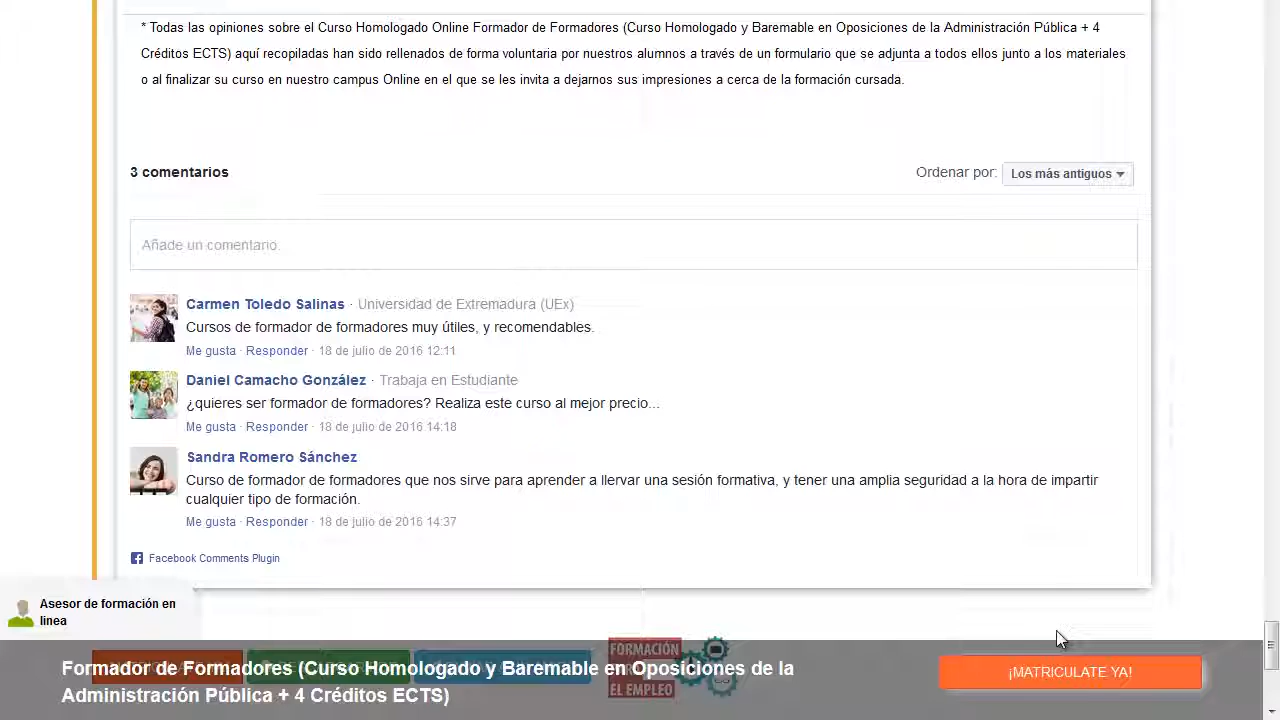 * Todas las opiniones sobre el Curso Homologado Online Formador de Formadores (Curso Homologado y Baremable en Oposiciones de la Administración Pública + 4
Créditos ECTS) aquí recopiladas han sido rellenados de forma voluntaria por nuestros alumnos a través de un formulario que se adjunta a todos ellos junto a los materiales
o al finalizar su curso en nuestro campus Online en el que se les invita a dejarnos sus impresiones a cerca de la formación cursada.
3 comentarios
Ordenar por: Los más antiguos
Añade un comentario.
Carmen Toledo Salinas · Universidad de Extremadura (UEx)
Cursos de formador de formadores muy útiles, y recomendables.
Me gusta · Responder · 18 de julio de 2016 12:11
Daniel Camacho González · Trabaja en Estudiante
¿quieres ser formador de formadores? Realiza este curso al mejor precio...
Me gusta · Responder · 18 de julio de 2016 14:18
Sandra Romero Sánchez
Curso de formador de formadores que nos sirve para aprender a llervar una sesión formativa, y tener una amplia seguridad a la hora de impartir
cualquier tipo de formación.
Me gusta · Responder · 18 de julio de 2016 14:37
Facebook Comments Plugin
Asesor de formación en
linea
FORMACIÓN
EL EMPLEO
Formador de Formadores (Curso Homologado y Baremable en Oposiciones de la
Administración Pública + 4 Créditos ECTS)
¡MATRICULATE YA!